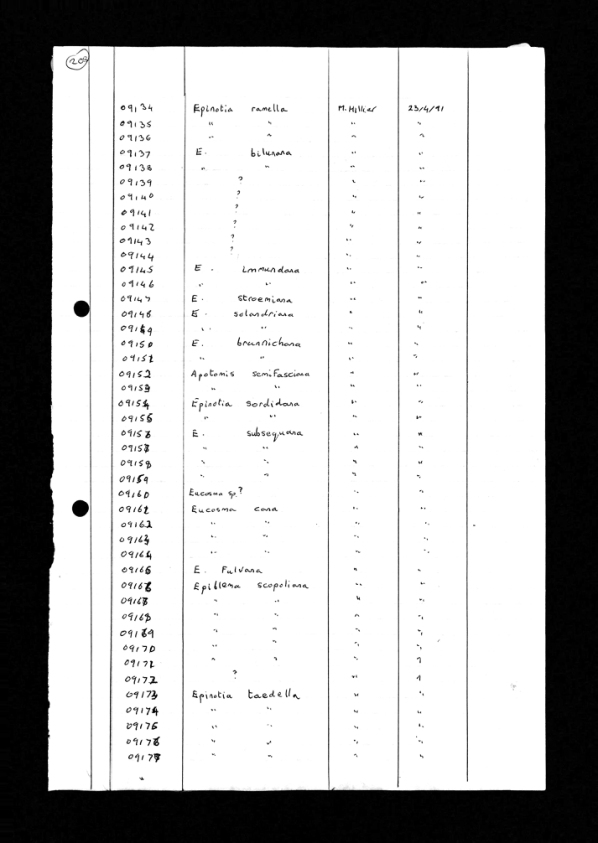 209
09134 Epinotia ramella M. Hillier 23/4/91
09135 " " " "
09136 " " " "
09137 E. bilunana " "
09138 " " " "
09139 ? " "
09140 ? " "
09141 ? " "
09142 ? " "
09143 ? " "
09144 ? " "
09145 E. immundana " "
09146 " " " "
09147 E. stroemiana " "
09148 E. solandriana " "
09149 " " " "
09150 E. brunnichana " "
09151 " " " "
09152 Apotomis semifasciana " "
09153 " " " "
09154 Epinotia sordidana " "
09155 " " " "
09156 E. subsequana " "
09157 " " " "
09158 " " " "
09159 " " " "
09160 Eucosma sp.? " "
09161 Eucosma cana " "
09162 " " " "
09163 " " " "
09164 " " " "
09165 E. fulvana " "
09166 Epiblema scopoliana " "
09167 " " " "
09168 " " " "
09169 " " " "
09170 " " " "
09171 " " " "
09172 ? " "
09173 Epinotia taedella " "
09174 " " " "
09175 " " " "
09176 " " " "
09177 " " " "